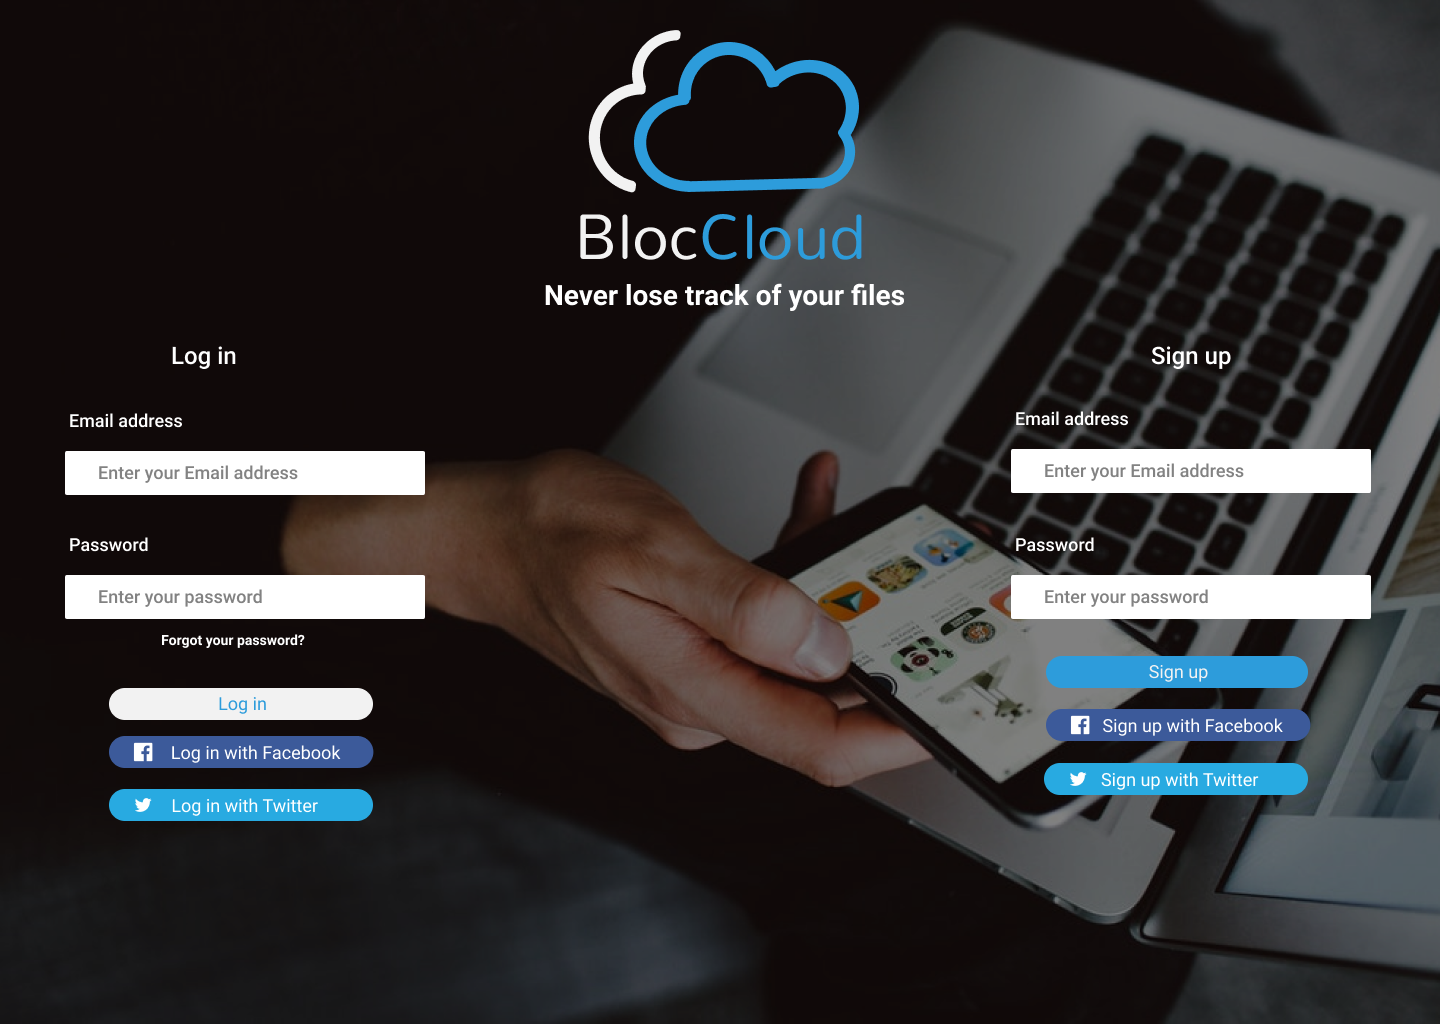 BlocCloud
Never lose track of your files
Log in
Email address
Enter your Email address
Password
Enter your password
Forgot your password?
Log in
Log in with Facebook
Log in with Twitter
Sign up
Email address
Enter your Email address
Password
Enter your password
Sign up
Sign up with Facebook
Sign up with Twitter